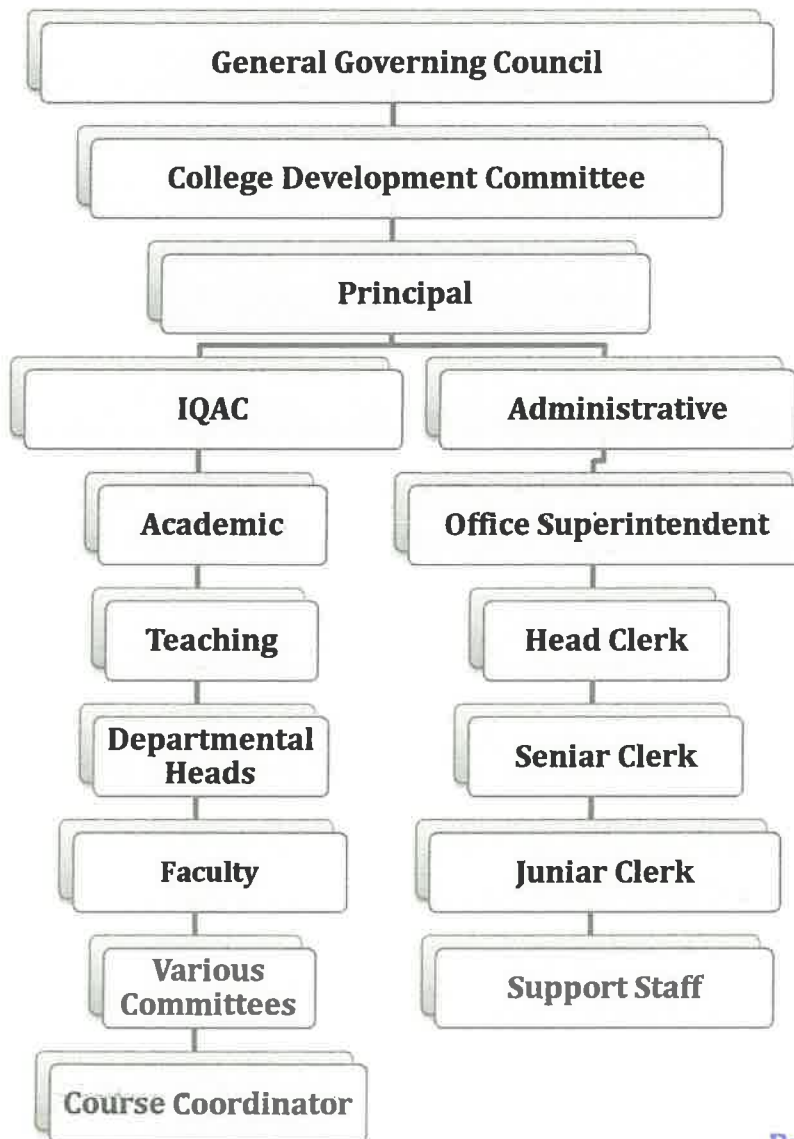 General Governing Council
College Development Committee
Principal
IQAC
Administrative
Academic
Office Superintendent
Teaching
Head Clerk
Departmental
Heads
Seniar Clerk
Faculty
Juniar Clerk
Various
Committees
Support Staff
Course Coordinator